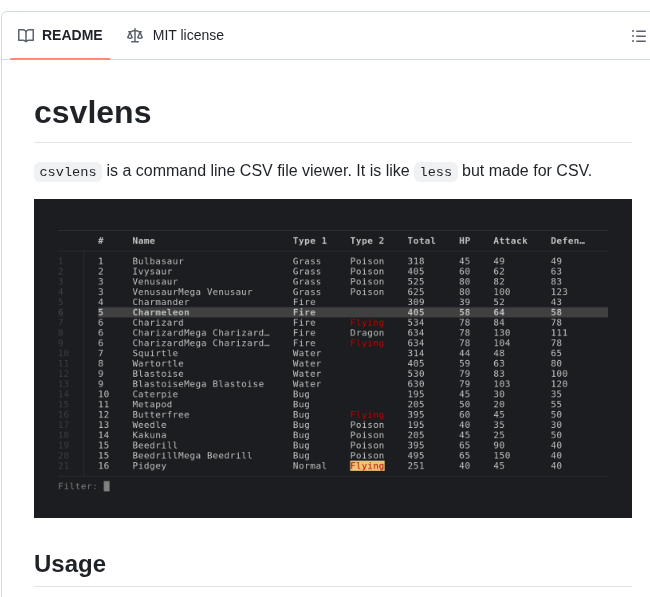 README MIT license
csvlens
csvlens is a command line CSV file viewer. It is like less but made for CSV.
# Name Type 1 Type 2 Total HP Attack Defen…
1 1 Bulbasaur Grass Poison 318 45 49 49
2 2 Ivysaur Grass Poison 405 60 62 63
3 3 Venusaur Grass Poison 525 80 82 83
4 3 VenusaurMega Venusaur Grass Poison 625 80 100 123
5 4 Charmander Fire 309 39 52 43
6 5 Charmeleon Fire 405 58 64 58
7 6 Charizard Fire Flying 534 78 84 78
8 6 CharizardMega Charizard… Fire Dragon 634 78 130 111
9 6 CharizardMega Charizard… Fire Flying 634 78 104 78
10 7 Squirtle Water 314 44 48 65
11 8 Wartortle Water 405 59 63 80
12 9 Blastoise Water 530 79 83 100
13 9 BlastoiseMega Blastoise Water 630 79 103 120
14 10 Caterpie Bug 195 45 30 35
15 11 Metapod Bug 205 50 20 55
16 12 Butterfree Bug Flying 395 60 45 50
17 13 Weedle Bug Poison 195 40 35 30
18 14 Kakuna Bug Poison 205 45 25 50
19 15 Beedrill Bug Poison 395 65 90 40
20 15 BeedrillMega Beedrill Bug Poison 495 65 150 40
21 16 Pidgey Normal Flying 251 40 45 40
Filter:
Usage